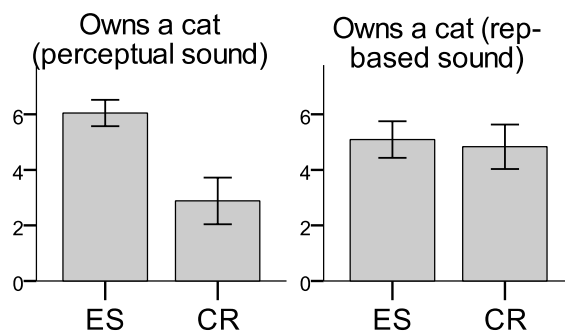 Owns a cat
(perceptual sound)
6
4
2
0
ES CR
Owns a cat (rep-
based sound)
6
4
2
0
ES CR